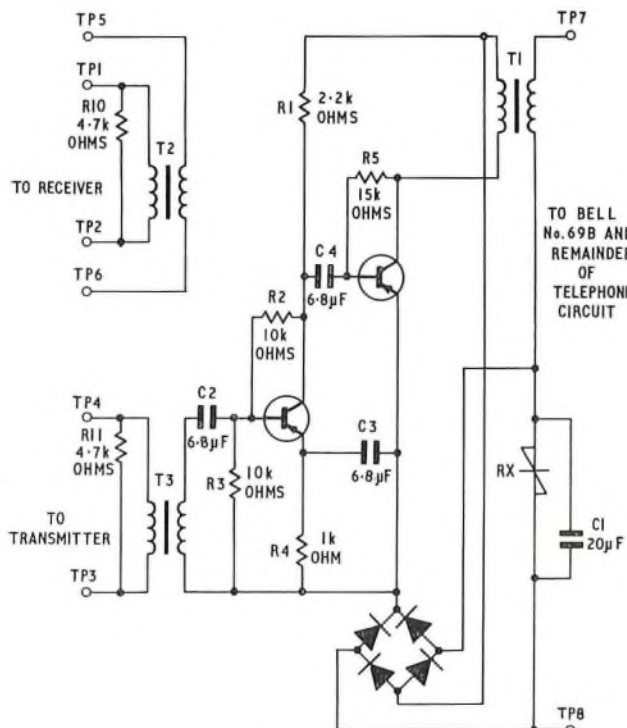 TP5
TP1
R10
4·7k
OHMS
T2
TO RECEIVER
TP2
TP6
R1
2·2k
OHMS
R5
15k
OHMS
C4
6·8μF
R2
10k
OHMS
T1
TP7
TO BELL
No.69B AND
REMAINDER
OF
TELEPHONE
CIRCUIT
TP4
R11
4·7k
OHMS
T3
TO
TRANSMITTER
TP3
C2
6·8μF
R3
10k
OHMS
C3
6·8μF
R4
1k
OHM
RX
C1
20μF
TP8